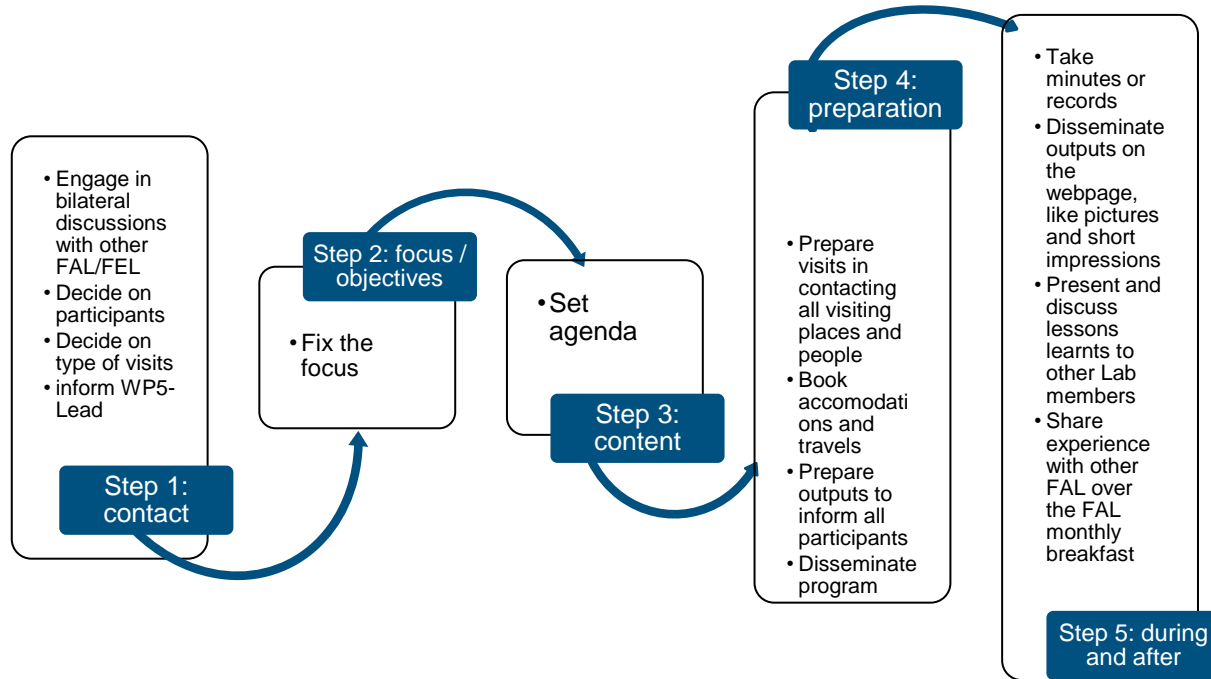 • Engage in
bilateral
discussions
with other
FAL/FEL
• Decide on
participants
• Decide on
type of visits
• inform WP5-
Lead
Step 1:
contact
Step 2: focus /
objectives
• Fix the
focus
• Set
agenda
Step 3:
content
Step 4:
preparation
• Prepare
visits in
contacting
all visiting
places and
people
• Book
accomodati
ons and
travels
• Prepare
outputs to
inform all
participants
• Disseminate
program
• Take
minutes or
records
• Disseminate
outputs on
the
webpage,
like pictures
and short
impressions
• Present and
discuss
lessons
learnts to
other Lab
members
• Share
experience
with other
FAL over
the FAL
monthly
breakfast
Step 5: during
and after